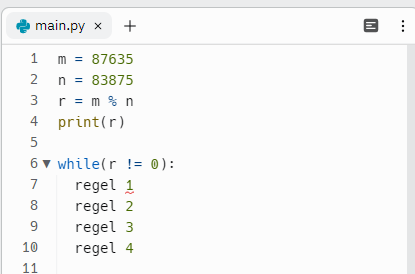 main.py × +
1 m = 87635
2 n = 83875
3 r = m % n
4 print(r)
5
6 while(r != 0):
7 regel 1
8 regel 2
9 regel 3
10 regel 4
11